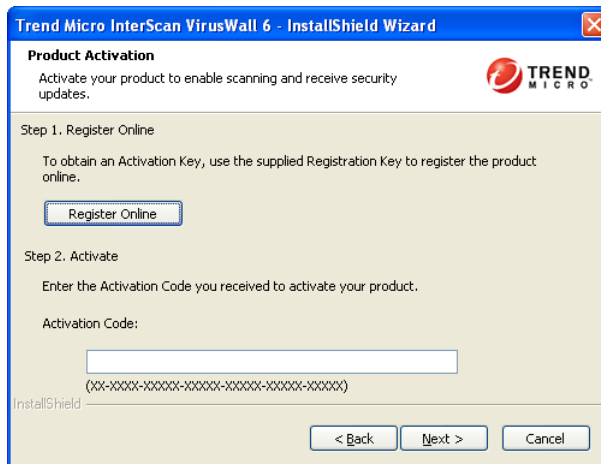 Trend Micro InterScan VirusWall 6 - InstallShield Wizard
Product Activation
Activate your product to enable scanning and receive security
updates.
TREND
MICRO
Step 1. Register Online
To obtain an Activation Key, use the supplied Registration Key to register the product
online.
Register Online
Step 2. Activate
Enter the Activation Code you received to activate your product.
Activation Code:
(XX-XXXX-XXXXX-XXXXX-XXXXX-XXXXX-XXXXX)
InstallShield
< Back
Next >
Cancel